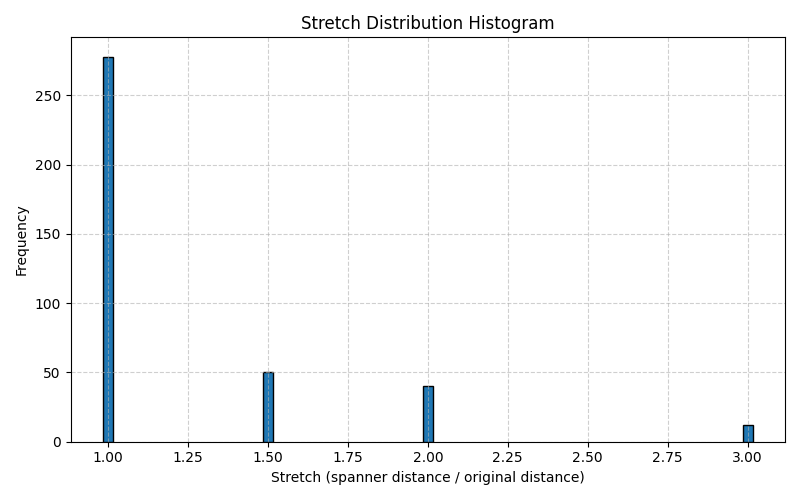 Stretch Distribution Histogram
Frequency
250
200
150
100
50
0
1.00 1.25 1.50 1.75 2.00 2.25 2.50 2.75 3.00
Stretch (spanner distance / original distance)